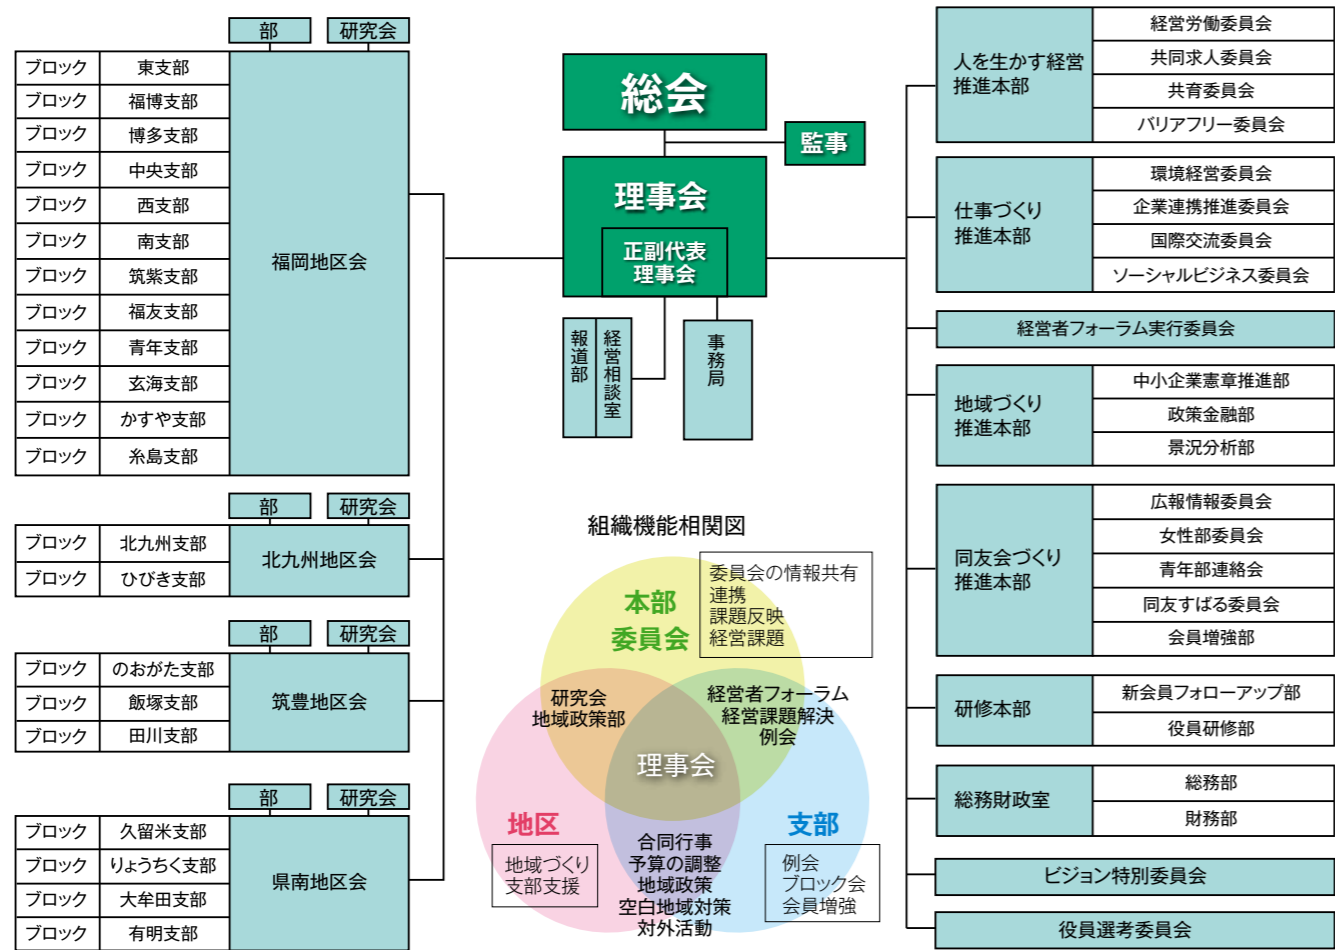 部
研究会
ブロック
東支部
ブロック
福博支部
ブロック
博多支部
ブロック
中央支部
ブロック
西支部
ブロック
南支部
ブロック
筑紫支部
ブロック
福友支部
ブロック
青年支部
ブロック
玄海支部
ブロック
かすや支部
ブロック
糸島支部
福岡地区会
部
研究会
ブロック
北九州支部
ブロック
ひびき支部
北九州地区会
部
研究会
ブロック
のおがた支部
ブロック
飯塚支部
ブロック
田川支部
筑豊地区会
部
研究会
ブロック
久留米支部
ブロック
りょうちく支部
ブロック
大牟田支部
ブロック
有明支部
県南地区会
総会
監事
理事会
正副代表
理事会
報道部
経営相談室
事務局
組織機能相関図
本部
委員会
委員会の情報共有
連携
課題反映
経営課題
研究会
地域政策部
経営者フォーラム
経営課題解決
例会
理事会
地区
地域づくり
支部支援
合同行事
予算の調整
地域政策
空白地域対策
対外活動
支部
例会
ブロック会
会員増強
人を生かす経営
推進本部
経営労働委員会
共同求人委員会
共育委員会
バリアフリー委員会
仕事づくり
推進本部
環境経営委員会
企業連携推進委員会
国際交流委員会
ソーシャルビジネス委員会
経営者フォーラム実行委員会
地域づくり
推進本部
中小企業憲章推進部
政策金融部
景況分析部
同友会づくり
推進本部
広報情報委員会
女性部委員会
青年部連絡会
同友すばる委員会
会員増強部
研修本部
新会員フォローアップ部
役員研修部
総務財政室
総務部
財務部
ビジョン特別委員会
役員選考委員会